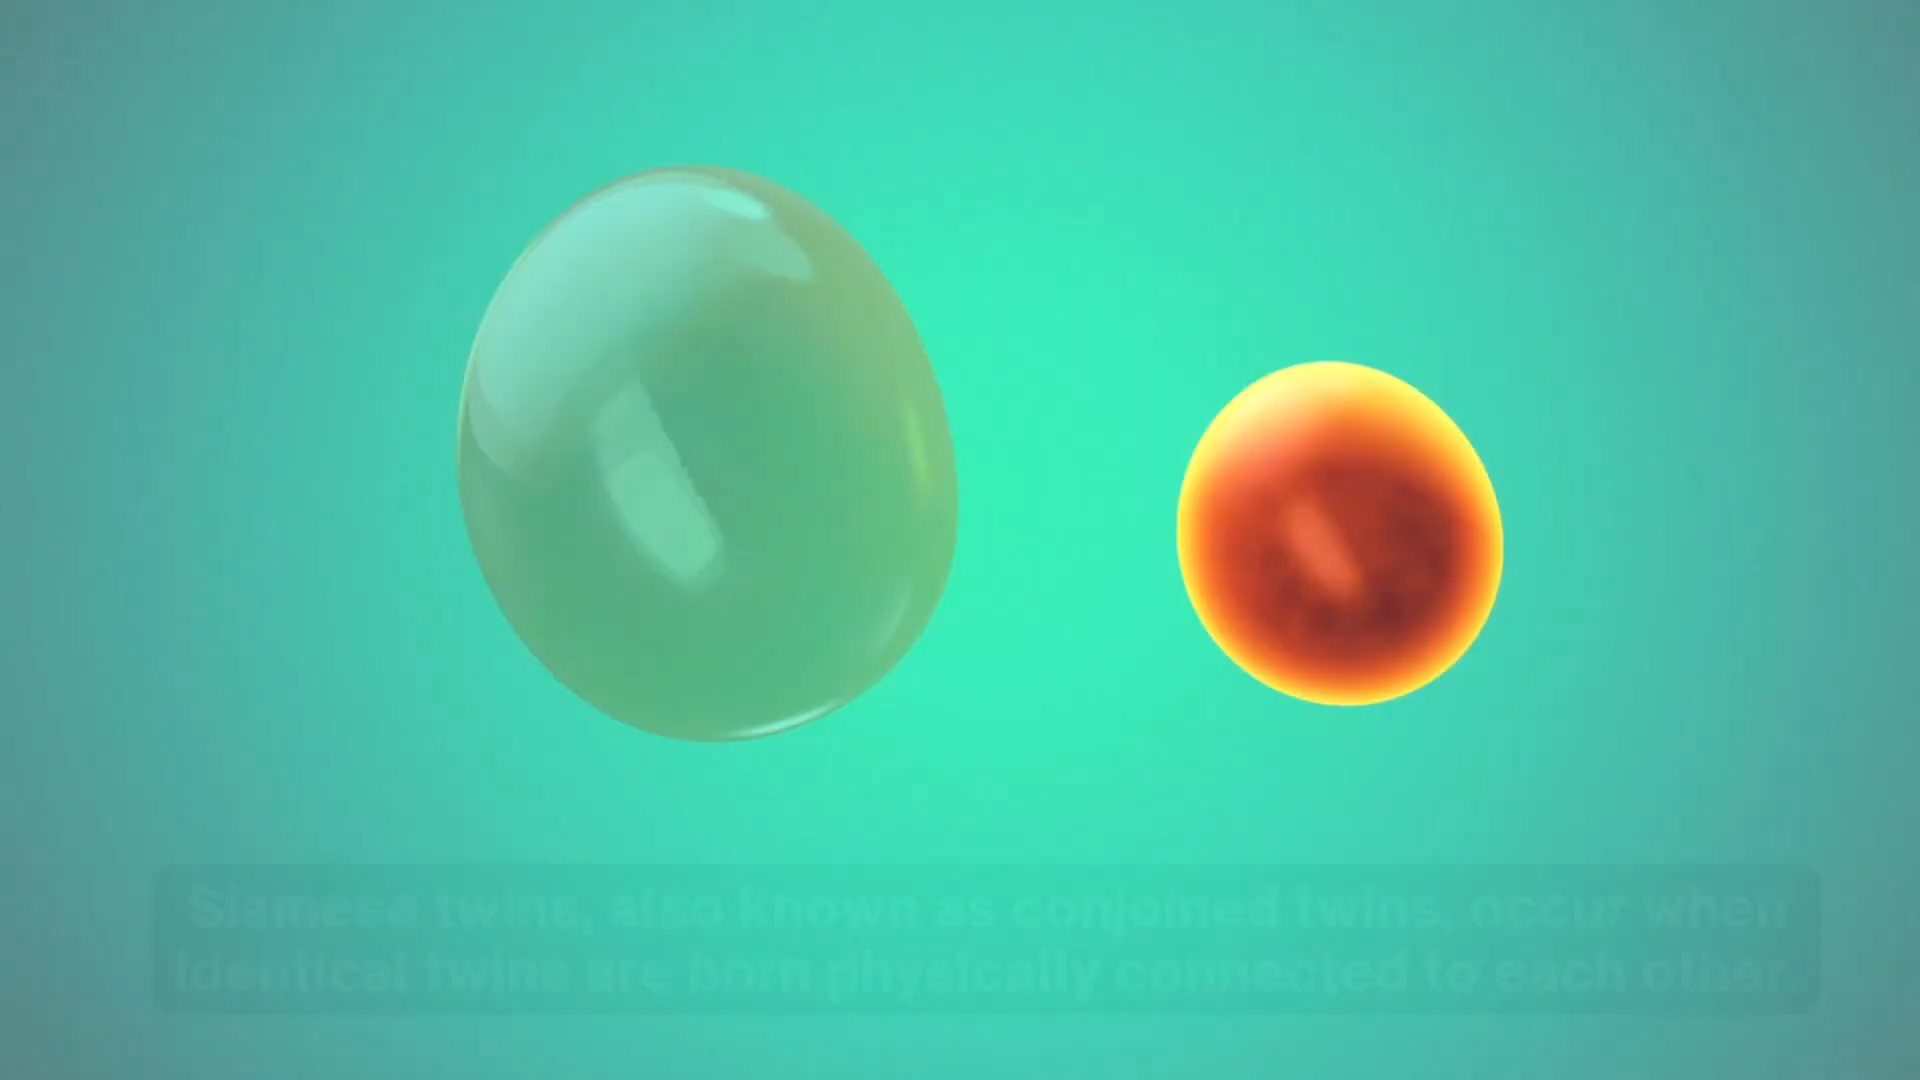 Siamese twins, also known as conjoined twins, occur when
identical twins are born physically connected to each other.